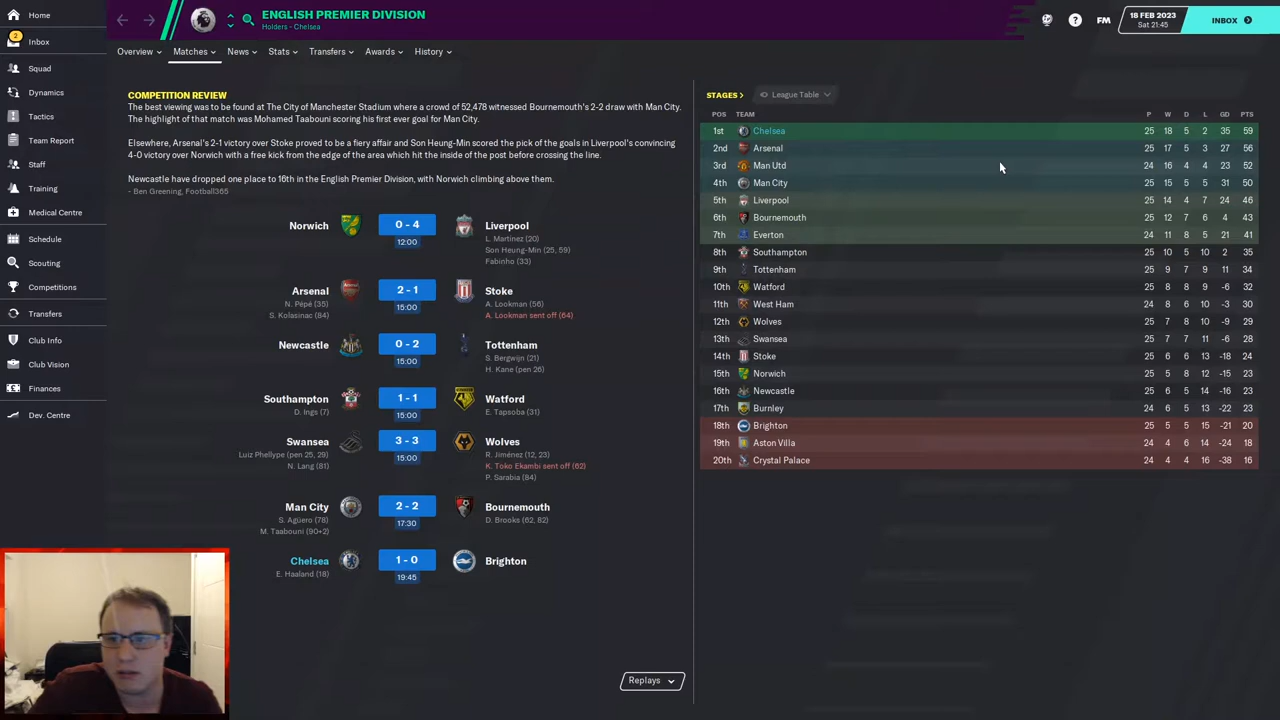 Home
2
Inbox
Squad
Dynamics
Tactics
Team Report
Staff
Training
Medical Centre
Schedule
Scouting
Competitions
Transfers
Club Info
Club Vision
Finances
Dev. Centre
ENGLISH PREMIER DIVISION
Holders - Chelsea
?
FM
18 FEB 2023
Sat 21:45
INBOX
Overview
Matches
News
Stats
Transfers
Awards
History
COMPETITION REVIEW
The best viewing was to be found at The City of Manchester Stadium where a crowd of 52,478 witnessed Bournemouth's 2-2 draw with Man City.
The highlight of that match was Mohamed Taabouni scoring his first ever goal for Man City.
Elsewhere, Arsenal's 2-1 victory over Stoke proved to be a fiery affair and Son Heung-Min scored the pick of the goals in Liverpool's convincing
4-0 victory over Norwich with a free kick from the edge of the area which hit the inside of the post before crossing the line.
Newcastle have dropped one place to 16th in the English Premier Division, with Norwich climbing above them.
- Ben Greening, Football365
Norwich 0 - 4 Liverpool
12:00
L. Martínez (20)
Son Heung-Min (25, 59)
Fabinho (33)
Arsenal 2 - 1 Stoke
15:00
N. Pépé (35)
S. Kolasinac (84)
A. Lookman (56)
A. Lookman sent off (64)
Newcastle 0 - 2 Tottenham
15:00
S. Bergwijn (21)
H. Kane (pen 26)
Southampton 1 - 1 Watford
15:00
D. Ings (7)
E. Tapsoba (31)
Swansea 3 - 3 Wolves
15:00
Luiz Phellype (pen 25, 29)
N. Lang (81)
R. Jiménez (12, 23)
K. Toko Ekambi sent off (62)
P. Sarabia (84)
Man City 2 - 2 Bournemouth
17:30
S. Agüero (78)
M. Taabouni (90+2)
D. Brooks (62, 82)
Chelsea 1 - 0 Brighton
19:45
E. Haaland (18)
Replays
STAGES > League Table
POS TEAM P W D L GD PTS
1st Chelsea 25 18 5 2 35 59
2nd Arsenal 25 17 5 3 27 56
3rd Man Utd 24 16 4 4 23 52
4th Man City 25 15 5 5 31 50
5th Liverpool 25 14 4 7 24 46
6th Bournemouth 25 12 7 6 4 43
7th Everton 24 11 8 5 21 41
8th Southampton 25 10 5 10 2 35
9th Tottenham 25 9 7 9 11 34
10th Watford 25 8 8 9 -6 32
11th West Ham 24 8 6 10 -3 30
12th Wolves 25 7 8 10 -9 29
13th Swansea 25 7 7 11 -6 28
14th Stoke 25 6 6 13 -18 24
15th Norwich 25 5 8 12 -15 23
16th Newcastle 25 6 5 14 -16 23
17th Burnley 24 6 5 13 -22 23
18th Brighton 25 5 5 15 -21 20
19th Aston Villa 24 4 6 14 -24 18
20th Crystal Palace 24 4 4 16 -38 16